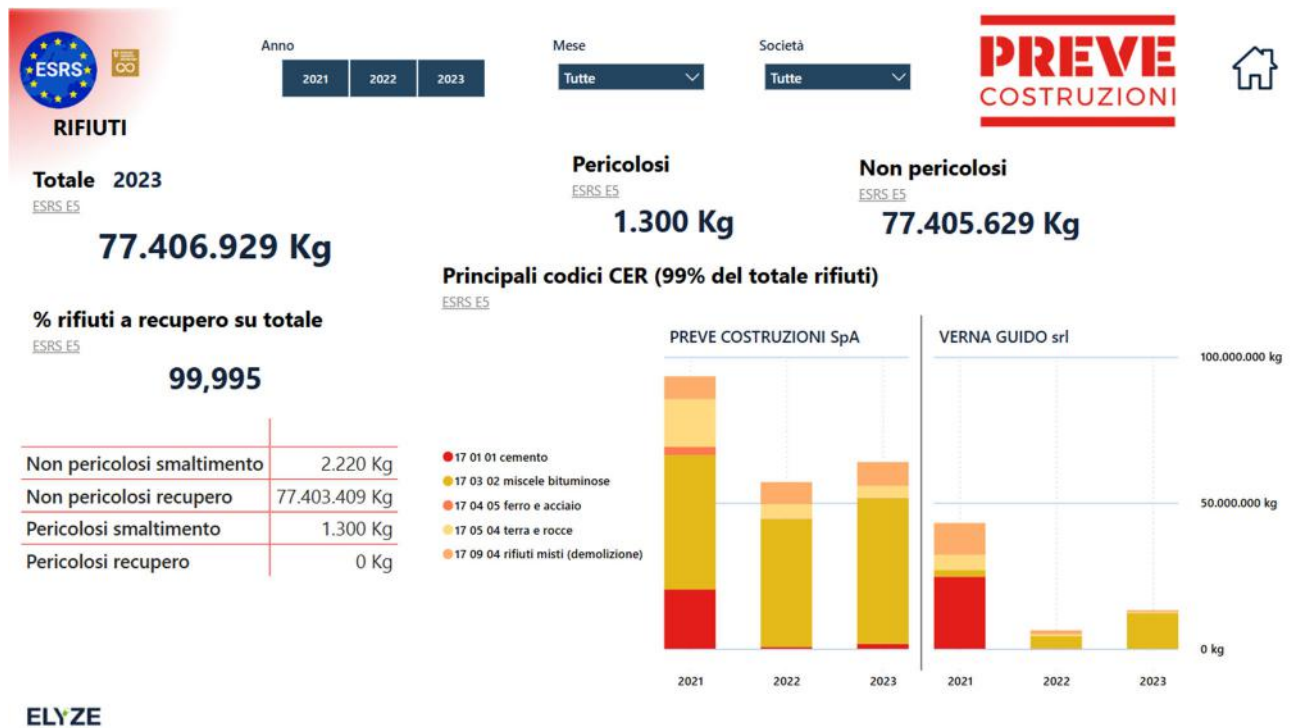 ESRS
RIFIUTI
Anno
2021 2022 2023
Mese
Tutte
Società
Tutte
PREVE
COSTRUZIONI
Totale 2023
ESRS E5
77.406.929 Kg
Pericolosi
ESRS E5
1.300 Kg
Non pericolosi
ESRS E5
77.405.629 Kg
% rifiuti a recupero su totale
ESRS E5
99,995
Non pericolosi smaltimento 2.220 Kg
Non pericolosi recupero 77.403.409 Kg
Pericolosi smaltimento 1.300 Kg
Pericolosi recupero 0 Kg
Principali codici CER (99% del totale rifiuti)
ESRS E5
17 01 01 cemento
17 03 02 miscele bituminose
17 04 05 ferro e acciaio
17 05 04 terra e rocce
17 09 04 rifiuti misti (demolizione)
PREVE COSTRUZIONI SpA
VERNA GUIDO srl
100.000.000 kg
50.000.000 kg
0 kg
2021 2022 2023 2021 2022 2023
ELYZE